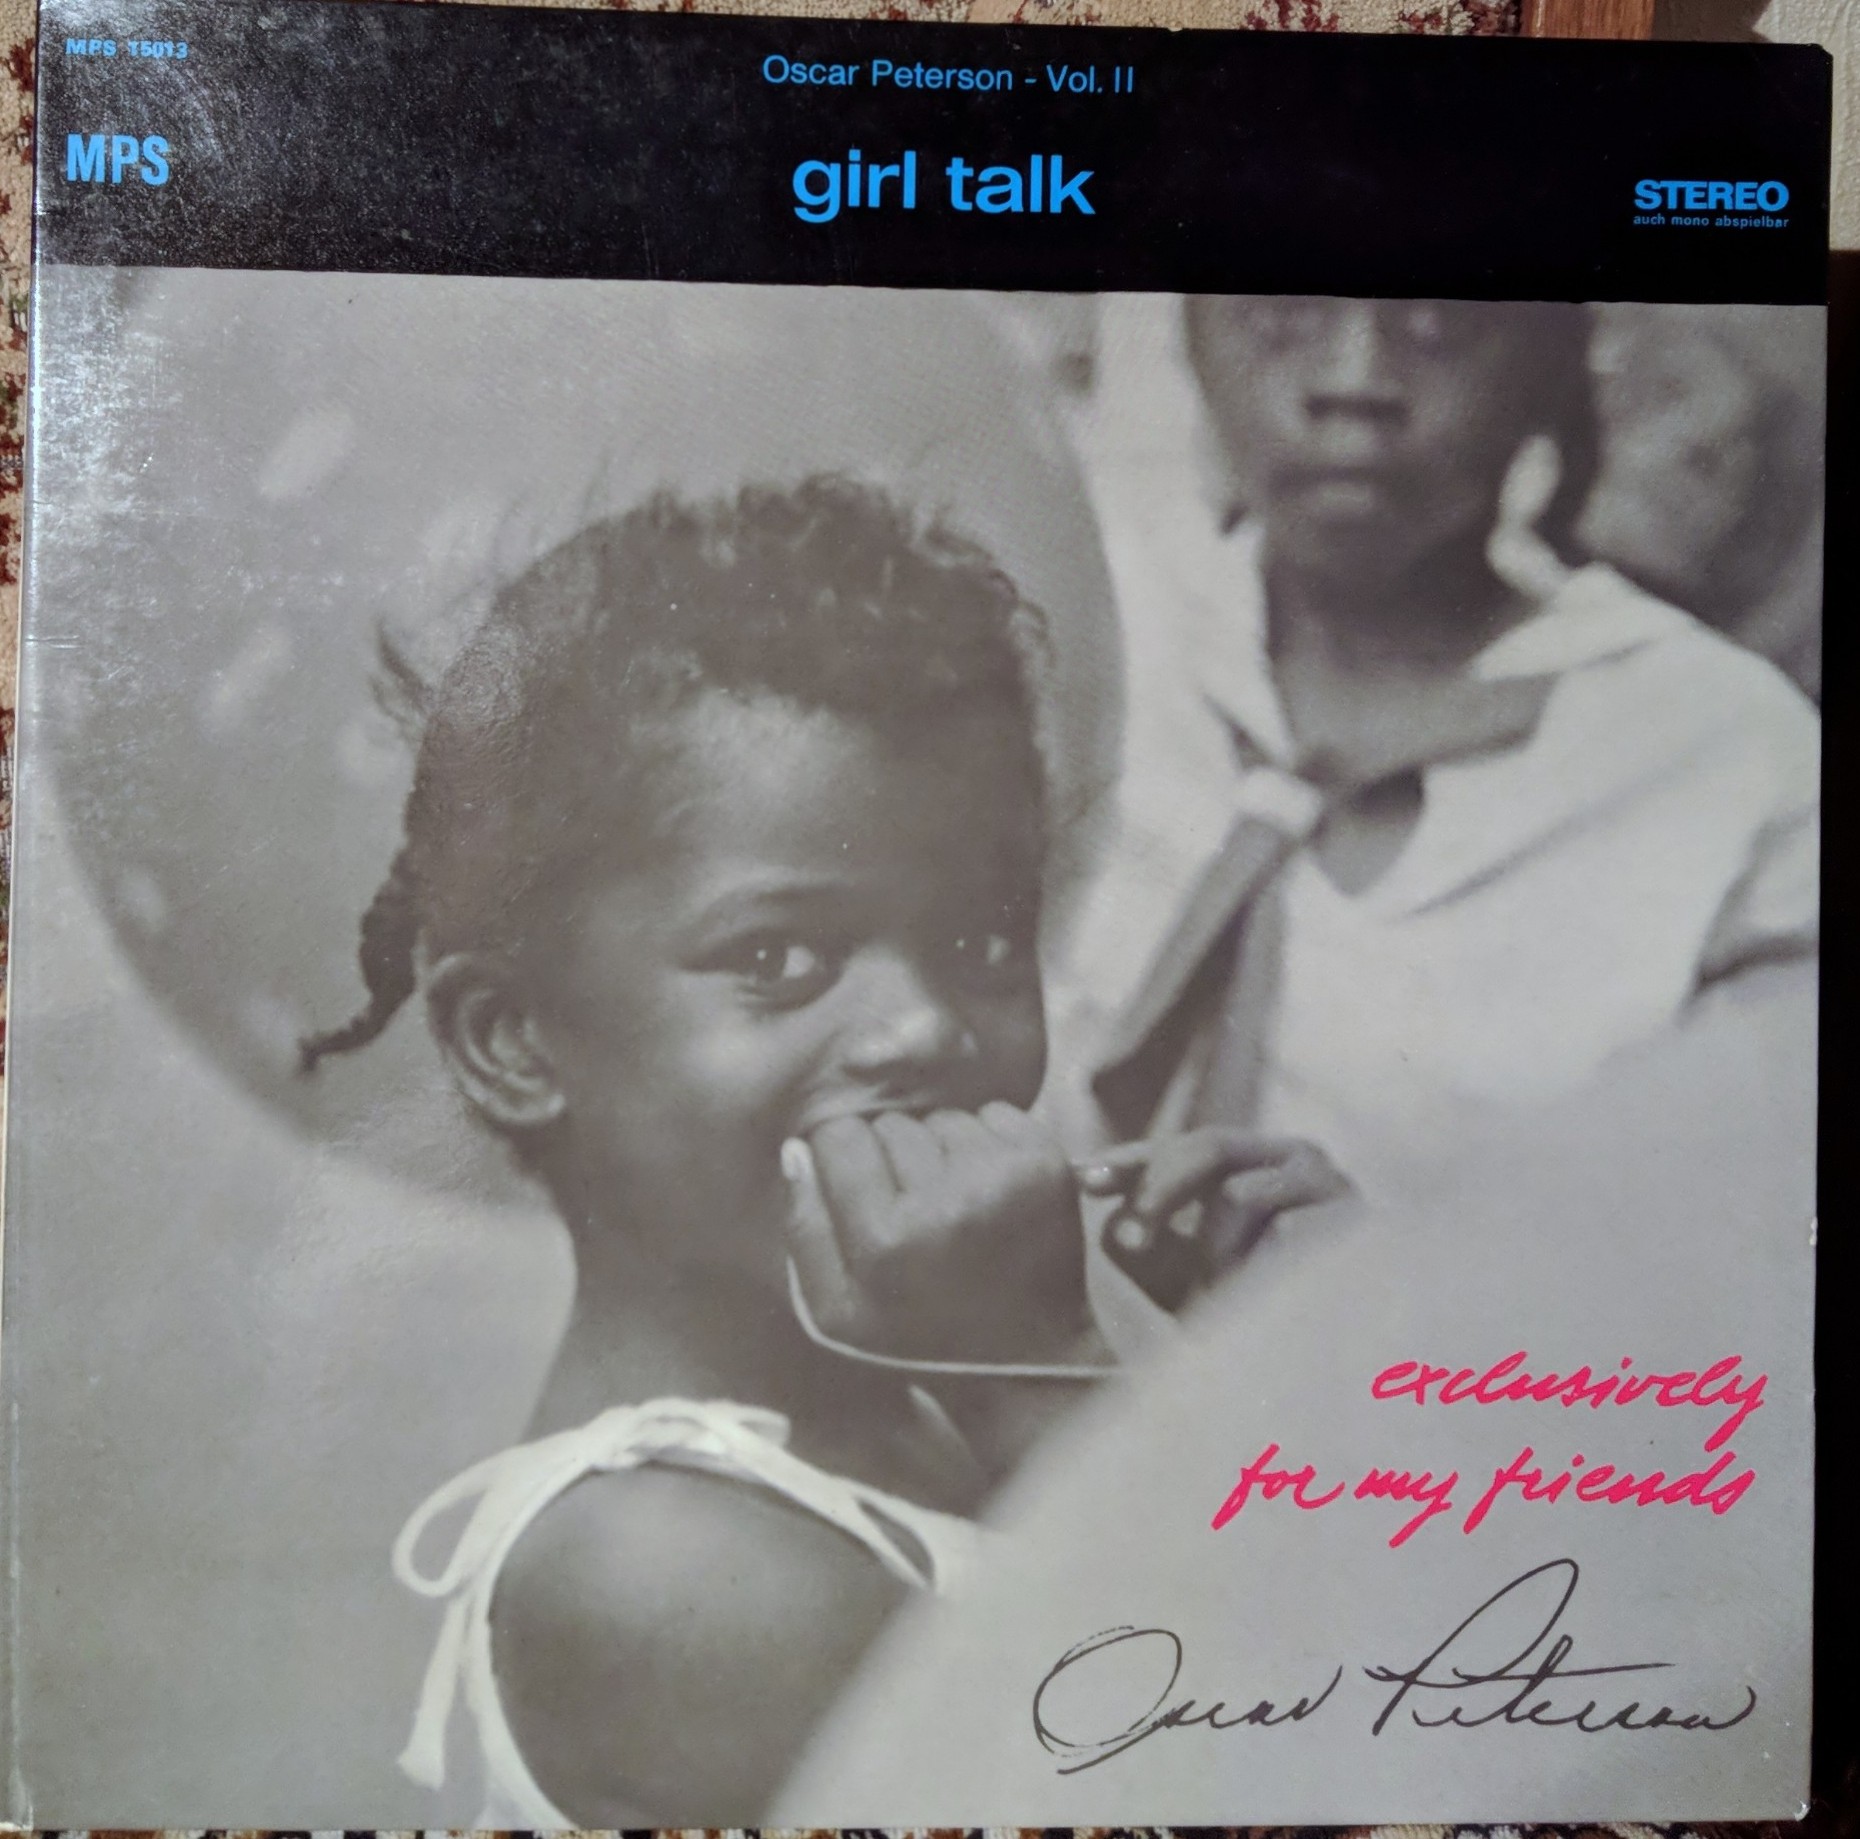 MPS 15013
Oscar Peterson - Vol. II
MPS
girl talk
STEREO
auch mono abspielbar
exclusively
for my friends
Oscar Peterson